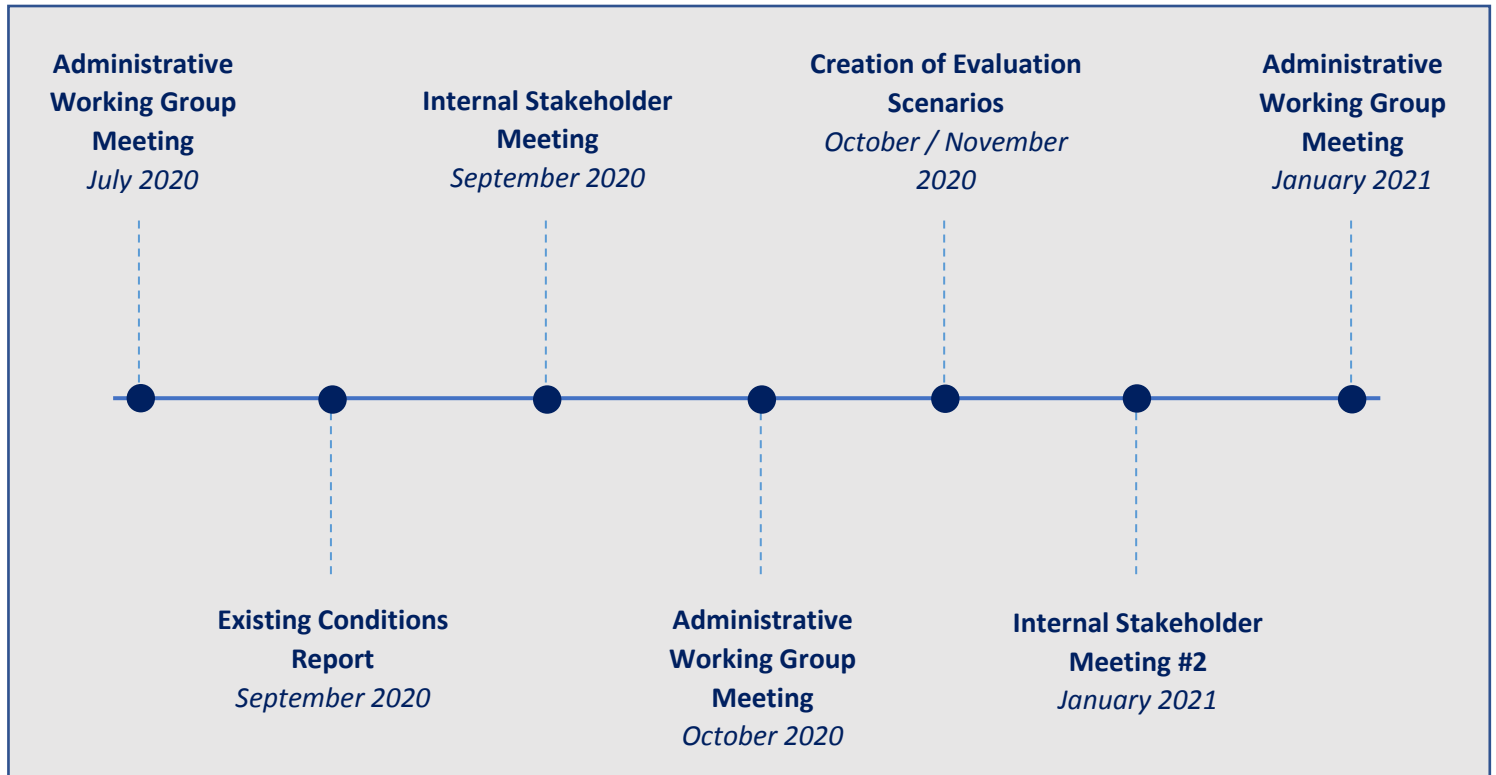 Administrative
Working Group
Meeting
July 2020
Internal Stakeholder
Meeting
September 2020
Creation of Evaluation
Scenarios
October / November
2020
Administrative
Working Group
Meeting
January 2021
Existing Conditions
Report
September 2020
Administrative
Working Group
Meeting
October 2020
Internal Stakeholder
Meeting #2
January 2021